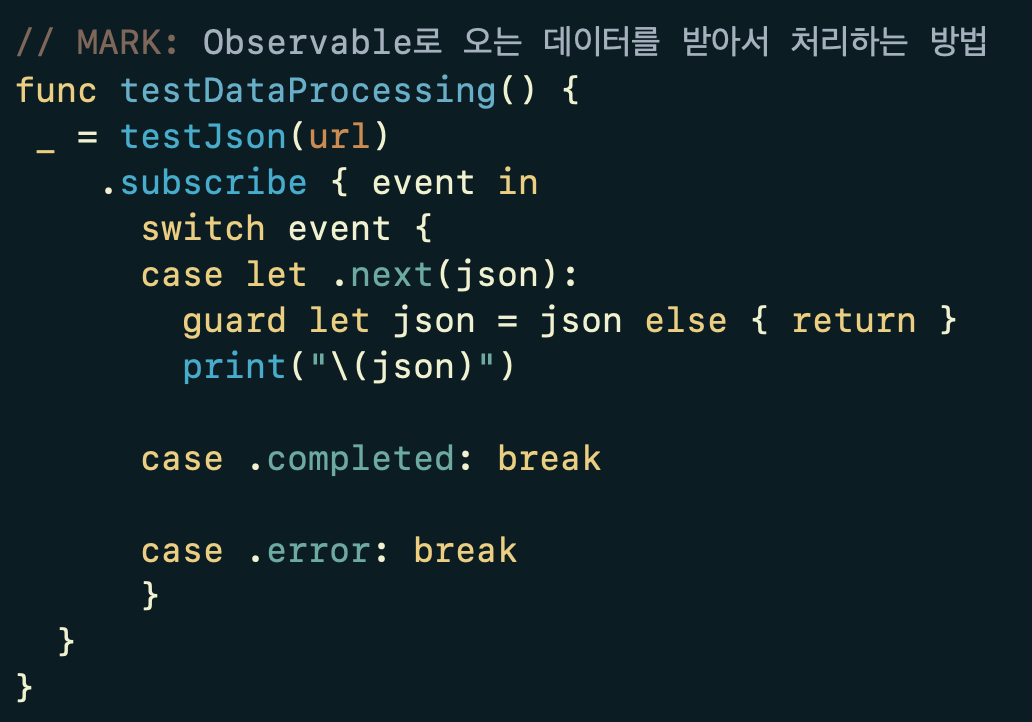 // MARK: Observable로 오는 데이터를 받아서 처리하는 방법
func testDataProcessing() {
 _ = testJson(url)
    .subscribe { event in
      switch event {
      case let .next(json):
        guard let json = json else { return }
        print("\(json)")

      case .completed: break

      case .error: break
      }
  }
}